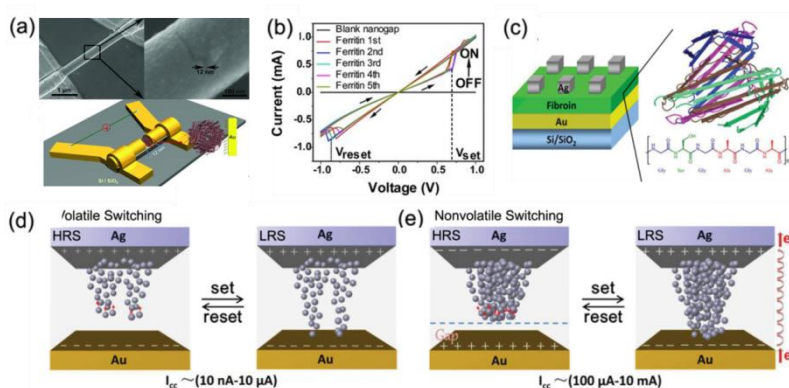 (a)
12 nm
1 μm
Au
Si / SiO₂
(b)
Current (mA)
1.0
0.5
0.0
-0.5
-1.0
Blank nanogap
Ferritin 1st
Ferritin 2nd
Ferritin 3rd
Ferritin 4th
Ferritin 5th
ON
OFF
Vreset
Vset
-1.0 -0.5 0.0 0.5 1.0
Voltage (V)
(c)
Ag
Fibroin
Au
Si/SiO₂
Gly Ser Gly Ala Gly Ala
(d)
olatile Switching
HRS Ag
LRS Ag
set
reset
Au
Au
Icc ~(10 nA-10 μA)
(e)
Nonvolatile Switching
HRS Ag
LRS Ag
e
set
reset
Gap
Au
Au
e
Icc ~(100 μA-10 mA)